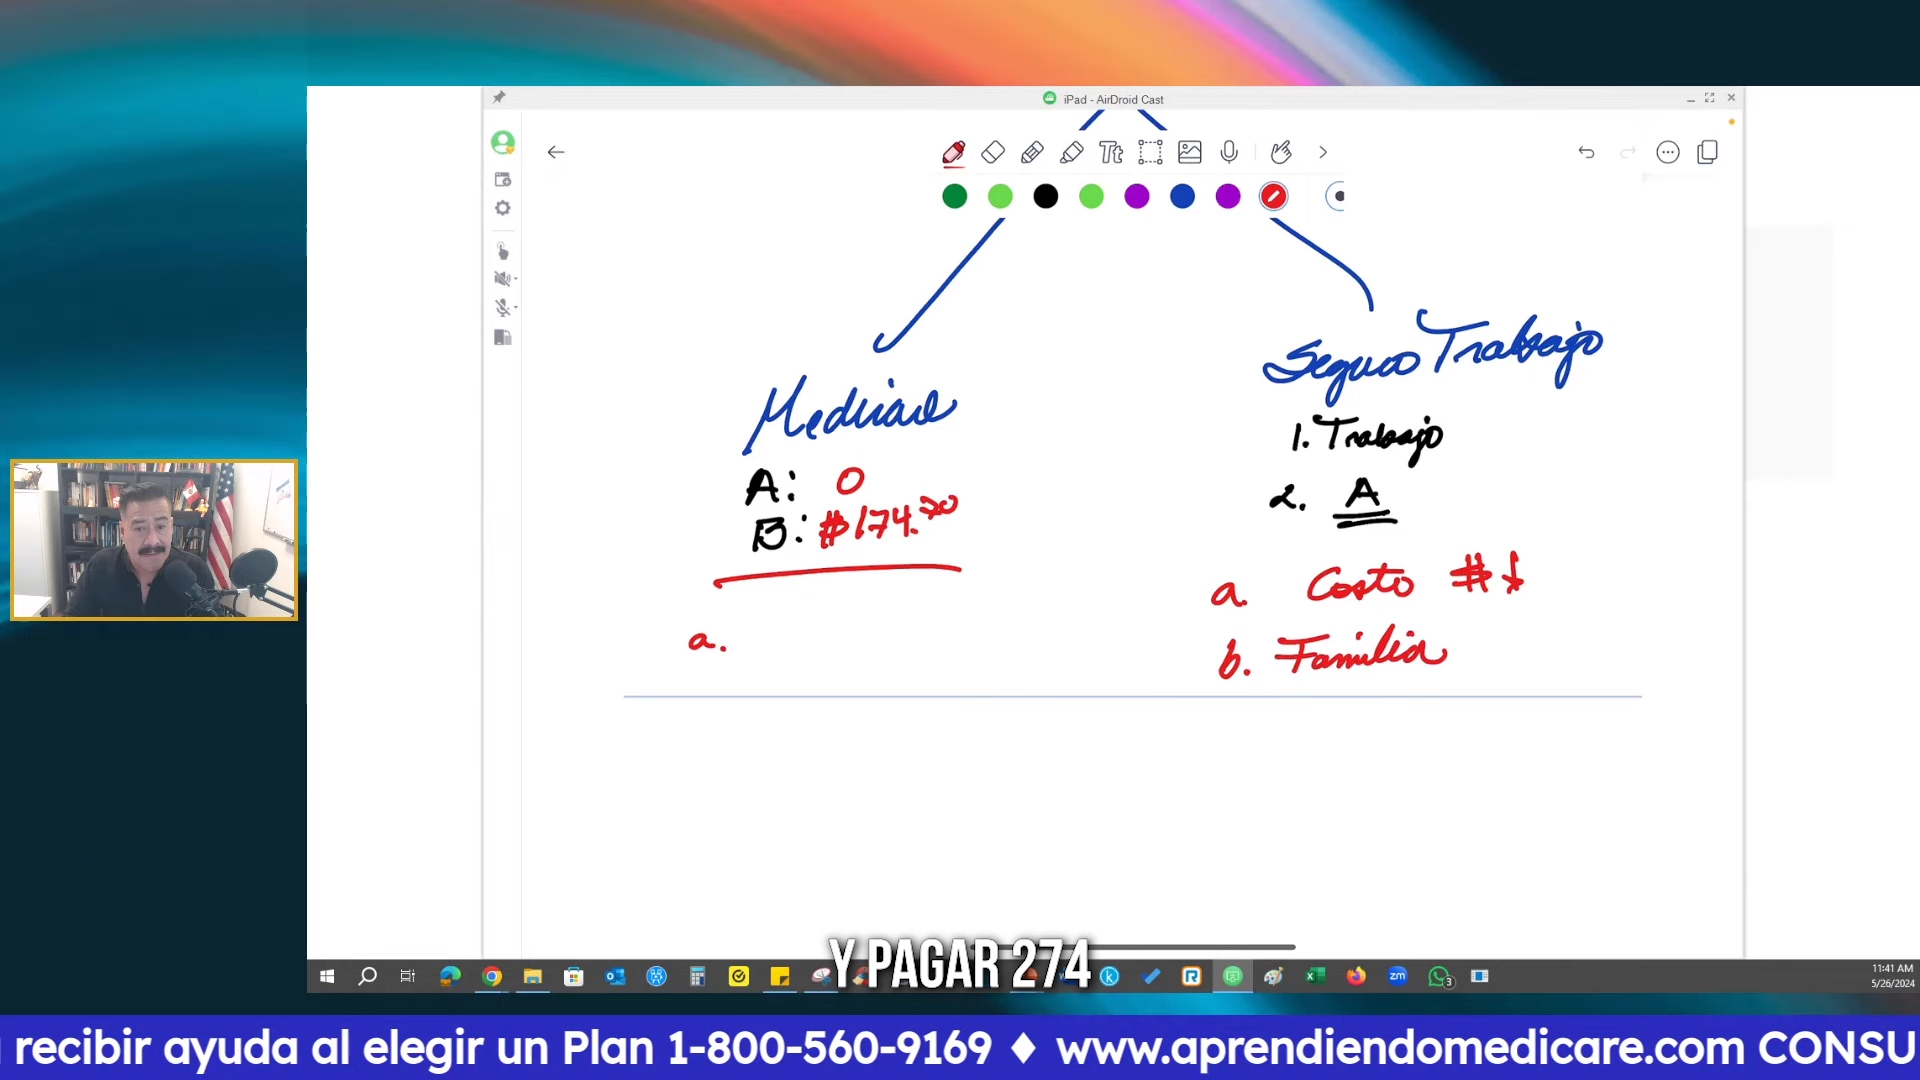 iPad - AirDroid Cast
Tt
Medicare
A: 0
B: $174.70
a.
Seguro Trabajo
1. Trabajo
2. A
a. Costo $ ↓
b. Familia
Y PAGAR 274
11:41 AM
5/26/2024
recibir ayuda al elegir un Plan 1-800-560-9169 ♦ www.aprendiendomedicare.com CONSU